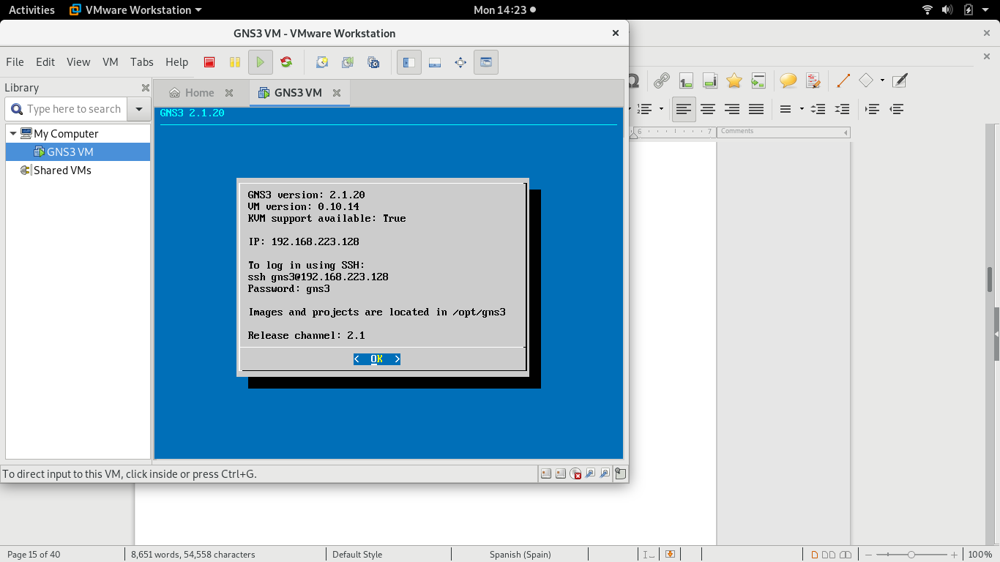 Activities VMware Workstation Mon 14:23
GNS3 VM - VMware Workstation
File Edit View VM Tabs Help
Library
Home GNS3 VM
Type here to search
My Computer
GNS3 VM
Shared VMs
GNS3 2.1.20
GNS3 version: 2.1.20
VM version: 0.10.14
KVM support available: True
IP: 192.168.223.128
To log in using SSH:
ssh gns3@192.168.223.128
Password: gns3
Images and projects are located in /opt/gns3
Release channel: 2.1
< OK >
To direct input to this VM, click inside or press Ctrl+G.
6 7 Comments
Page 15 of 40 8,651 words, 54,558 characters Default Style Spanish (Spain) 100%